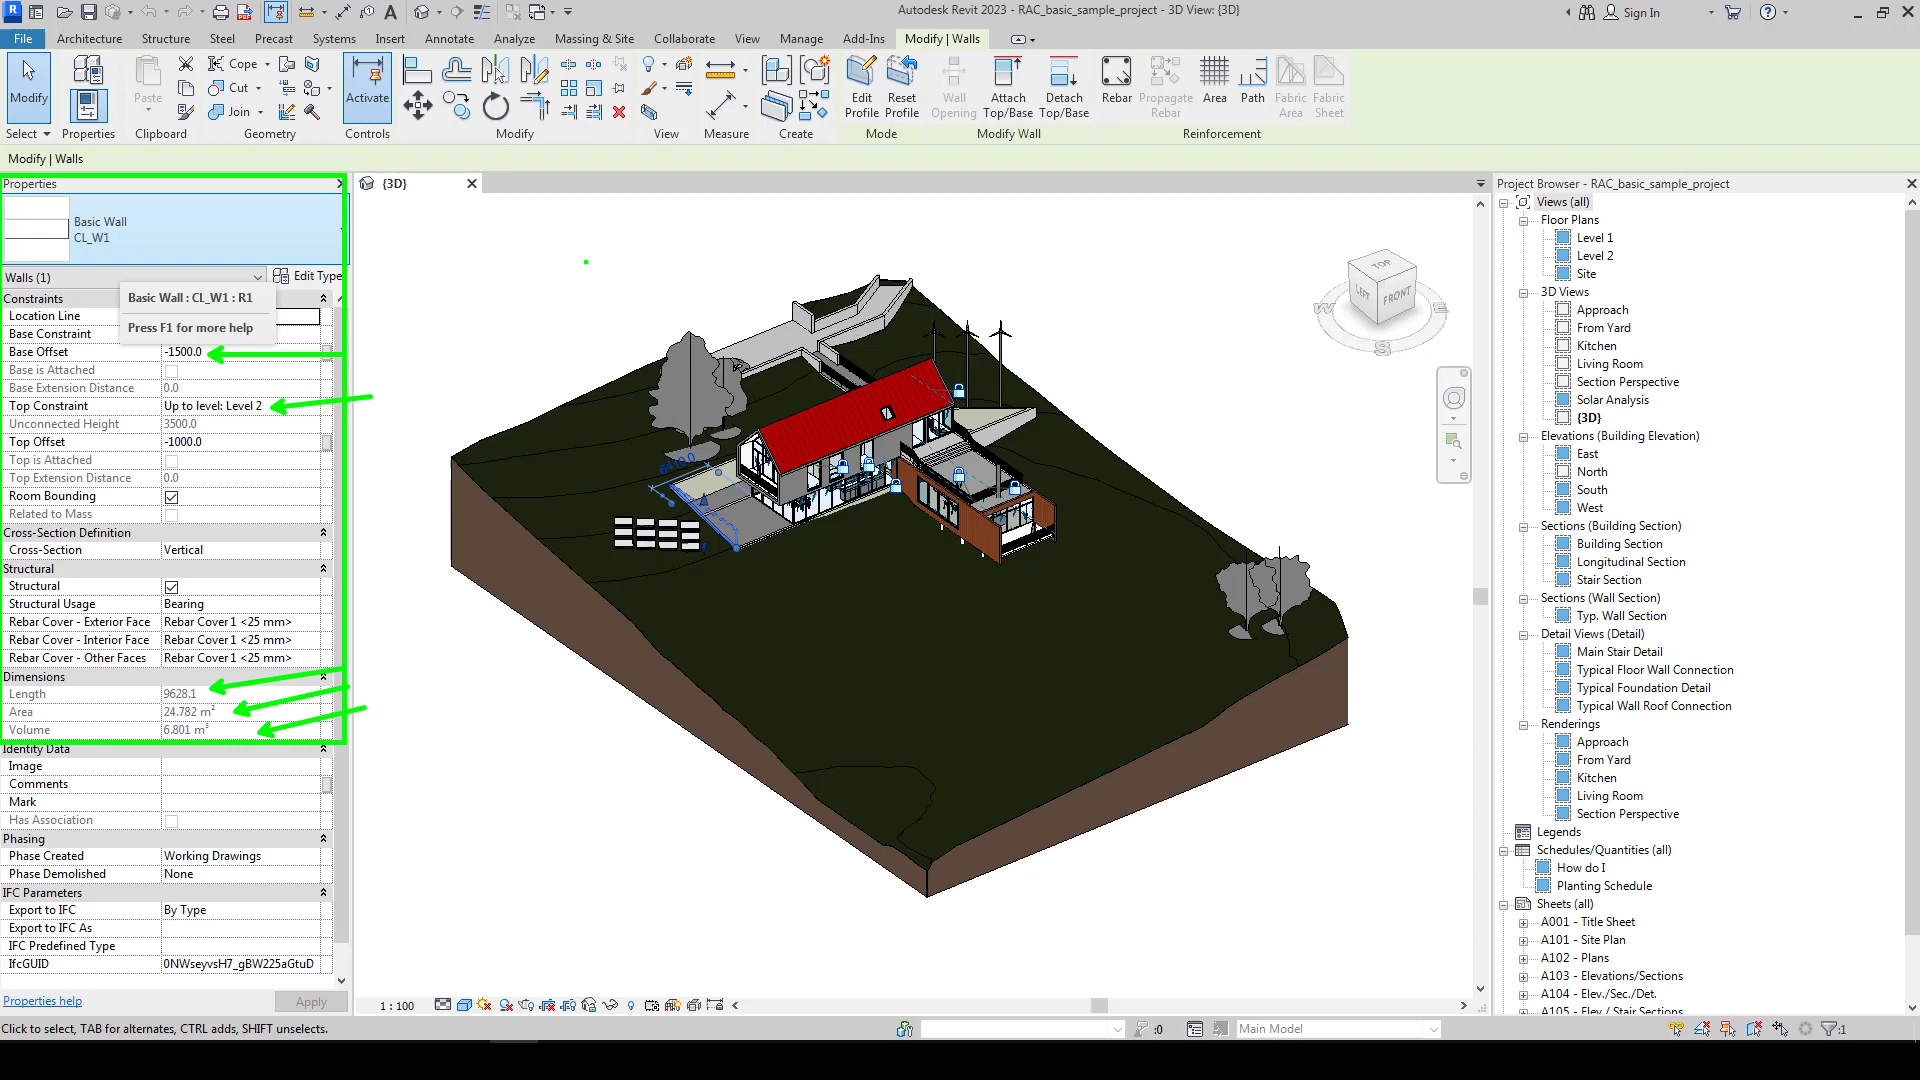 Autodesk Revit 2023 - RAC_basic_sample_project - 3D View: {3D}
Sign In
File
Architecture
Structure
Steel
Precast
Systems
Insert
Annotate
Analyze
Massing & Site
Collaborate
View
Manage
Add-Ins
Modify | Walls
Modify
Paste
Cope
Cut
Join
Activate
Edit
Profile
Reset
Profile
Wall
Opening
Attach
Top/Base
Detach
Top/Base
Rebar
Propagate
Rebar
Area
Path
Fabric
Area
Fabric
Sheet
Select
Properties
Clipboard
Geometry
Controls
Modify
View
Measure
Create
Mode
Modify Wall
Reinforcement
Modify | Walls
Properties
Basic Wall
CL_W1
Walls (1)
Edit Type
Basic Wall : CL_W1 : R1
Press F1 for more help
Constraints
Location Line
Base Constraint
Base Offset -1500.0
Base is Attached
Base Extension Distance 0.0
Top Constraint Up to level: Level 2
Unconnected Height 3500.0
Top Offset -1000.0
Top is Attached
Top Extension Distance 0.0
Room Bounding
Related to Mass
Cross-Section Definition
Cross-Section Vertical
Structural
Structural
Structural Usage Bearing
Rebar Cover - Exterior Face Rebar Cover 1 <25 mm>
Rebar Cover - Interior Face Rebar Cover 1 <25 mm>
Rebar Cover - Other Faces Rebar Cover 1 <25 mm>
Dimensions
Length 9628.1
Area 24.782 m²
Volume 6.801 m³
Identity Data
Image
Comments
Mark
Has Association
Phasing
Phase Created Working Drawings
Phase Demolished None
IFC Parameters
Export to IFC By Type
Export to IFC As
IFC Predefined Type
IfcGUID 0NWseyvsH7_gBW225aGtuD
Properties help
Apply
{3D}
TOP
LEFT
FRONT
W
E
S
6410.0
1 : 100
Project Browser - RAC_basic_sample_project
Views (all)
Floor Plans
Level 1
Level 2
Site
3D Views
Approach
From Yard
Kitchen
Living Room
Section Perspective
Solar Analysis
{3D}
Elevations (Building Elevation)
East
North
South
West
Sections (Building Section)
Building Section
Longitudinal Section
Stair Section
Sections (Wall Section)
Typ. Wall Section
Detail Views (Detail)
Main Stair Detail
Typical Floor Wall Connection
Typical Foundation Detail
Typical Wall Roof Connection
Renderings
Approach
From Yard
Kitchen
Living Room
Section Perspective
Legends
Schedules/Quantities (all)
How do I
Planting Schedule
Sheets (all)
A001 - Title Sheet
A101 - Site Plan
A102 - Plans
A103 - Elevations/Sections
A104 - Elev./Sec./Det.
A105 - Elev./ Stair Sections
Click to select, TAB for alternates, CTRL adds, SHIFT unselects.
:0
Main Model
:1